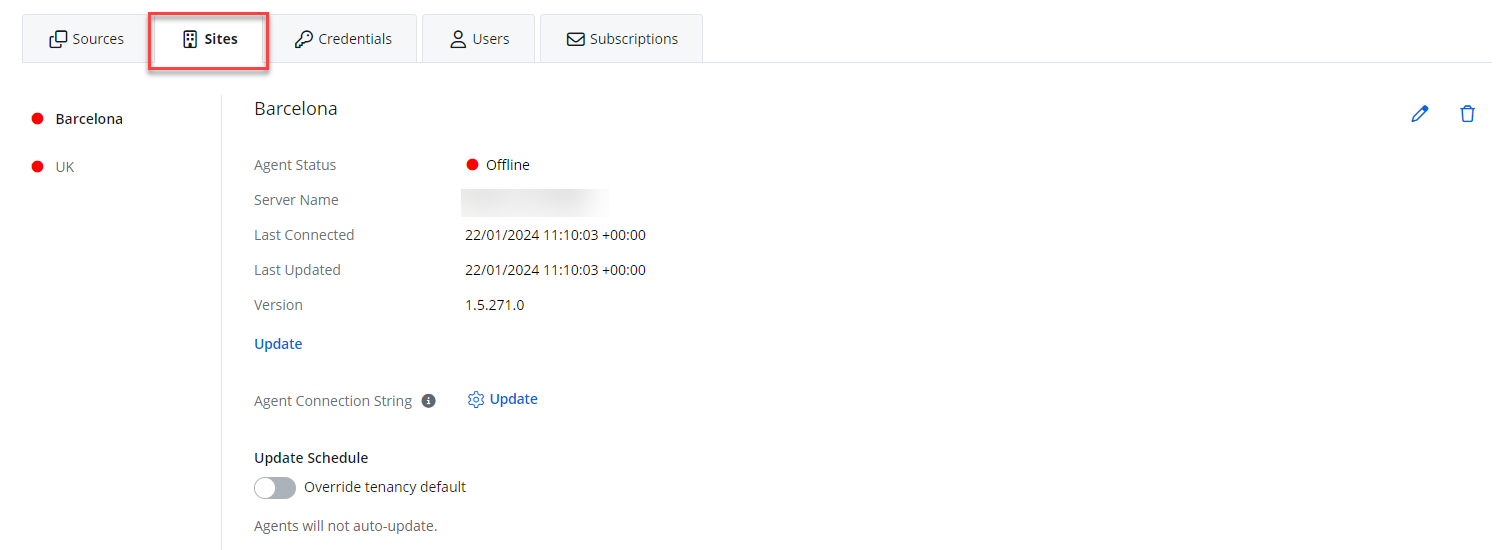 Sources Sites Credentials Users Subscriptions
Barcelona
UK
Barcelona
Agent Status Offline
Server Name
Last Connected 22/01/2024 11:10:03 +00:00
Last Updated 22/01/2024 11:10:03 +00:00
Version 1.5.271.0
Update
Agent Connection String Update
Update Schedule
Override tenancy default
Agents will not auto-update.